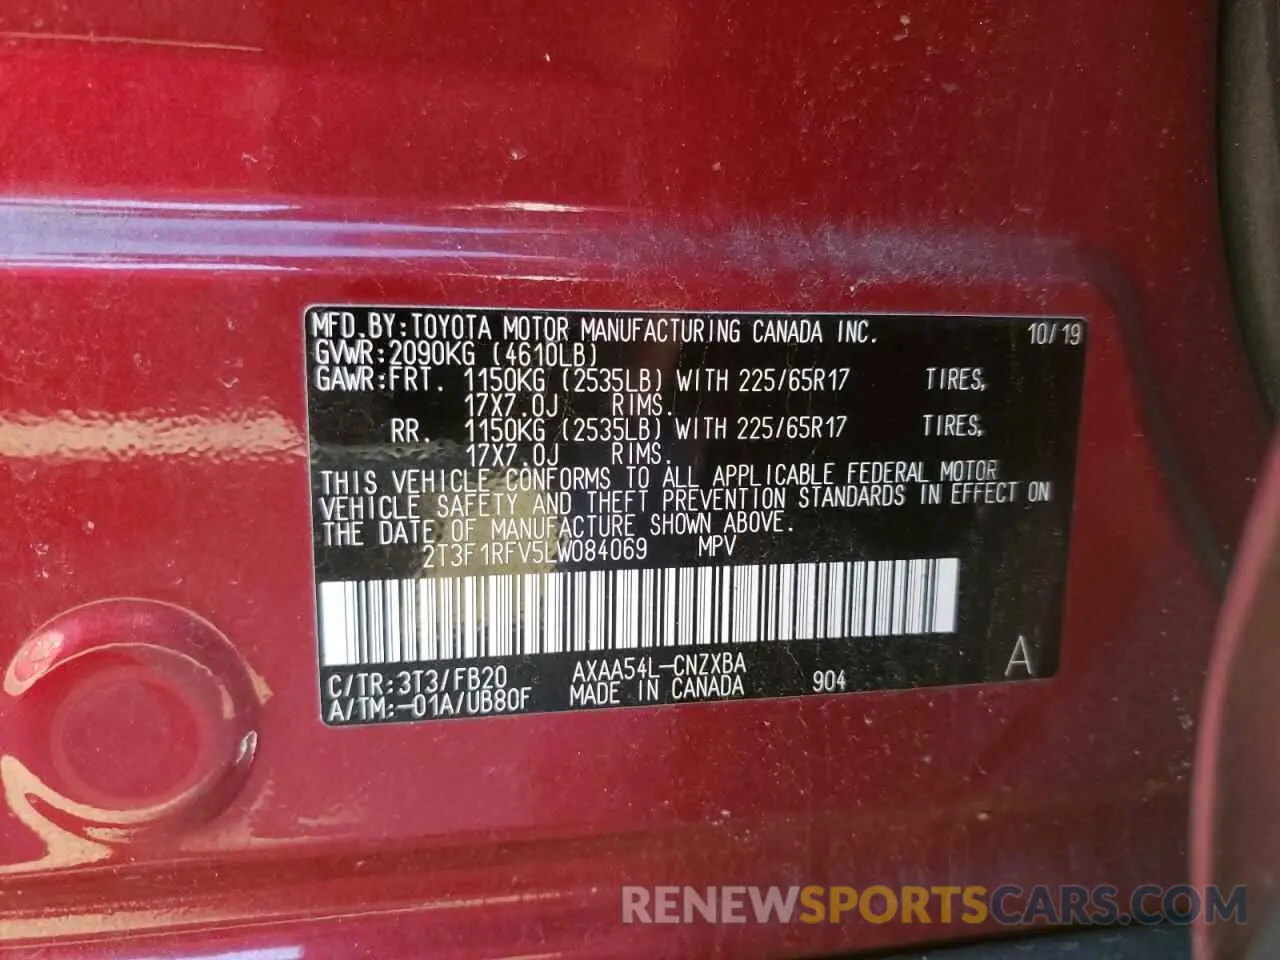 MFD.BY:TOYOTA MOTOR MANUFACTURING CANADA INC. 10/19
GVWR:2090KG (4610LB)
GAWR:FRT. 1150KG (2535LB) WITH 225/65R17 TIRES,
17X7.0J RIMS.
RR. 1150KG (2535LB) WITH 225/65R17 TIRES,
17X7.0J RIMS.
THIS VEHICLE CONFORMS TO ALL APPLICABLE FEDERAL MOTOR
VEHICLE SAFETY AND THEFT PREVENTION STANDARDS IN EFFECT ON
THE DATE OF MANUFACTURE SHOWN ABOVE.
2T3F1RFV5LW084069 MPV
C/TR:3T3/FB20 AXAA54L-CNZXBA
A/TM:-01A/UB80F MADE IN CANADA 904 A
RENEWSPORTSCARS.COM